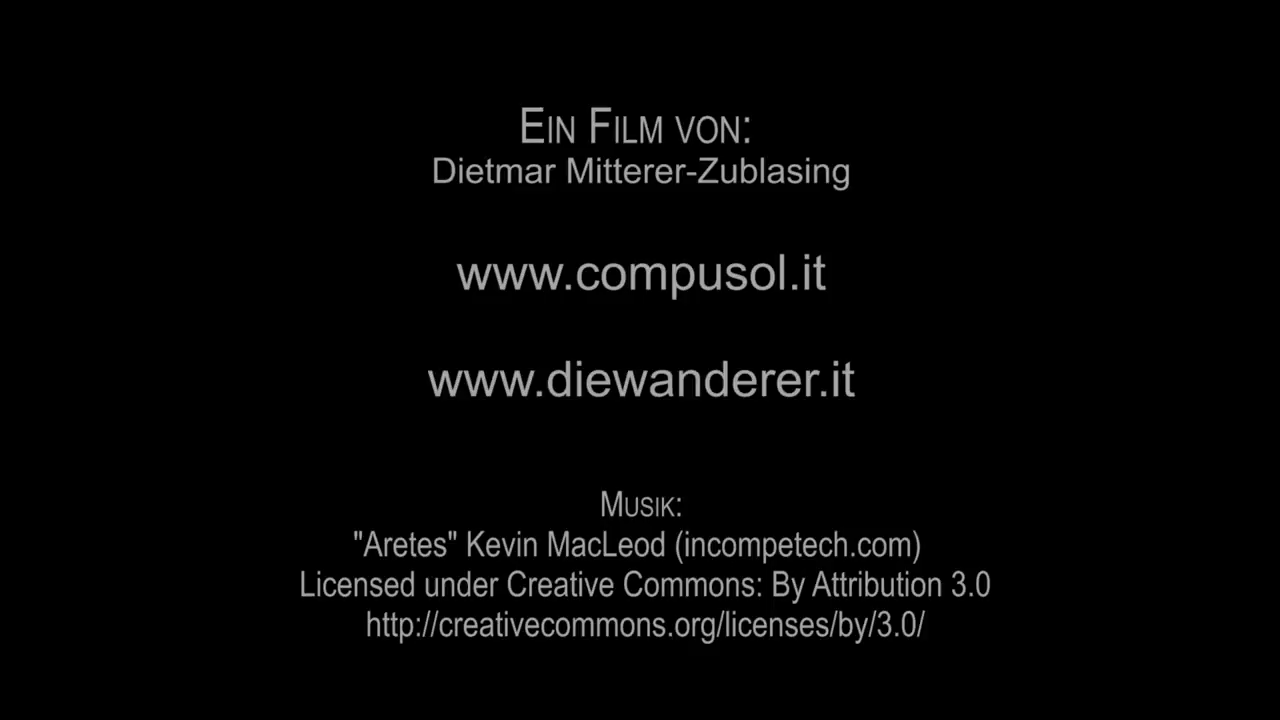 EIN FILM VON:
Dietmar Mitterer-Zublasing
www.compusol.it
www.diewanderer.it
MUSIK:
"Aretes" Kevin MacLeod (incompetech.com)
Licensed under Creative Commons: By Attribution 3.0
http://creativecommons.org/licenses/by/3.0/